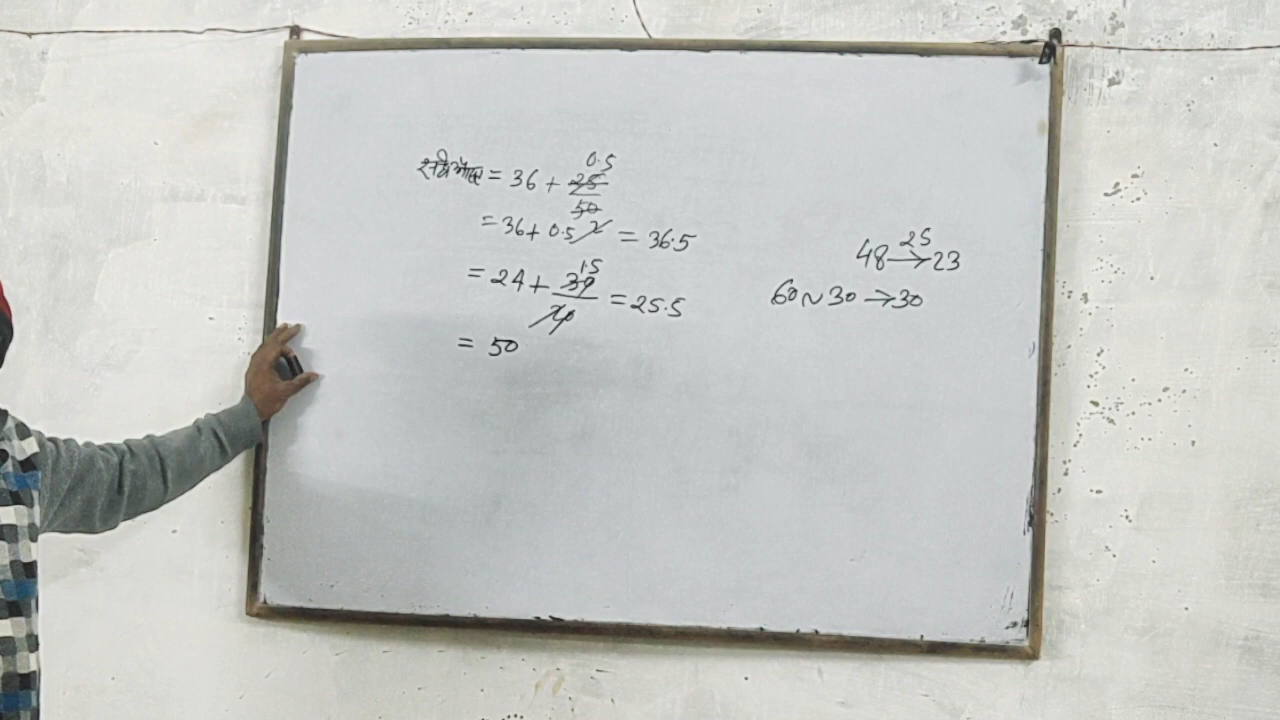 = 36 + 25/50 0.5
= 36 + 0.5 = 36.5
= 24 + 30/20 1.5 = 25.5
= 50
48 → 23 25
60 ~ 30 → 30